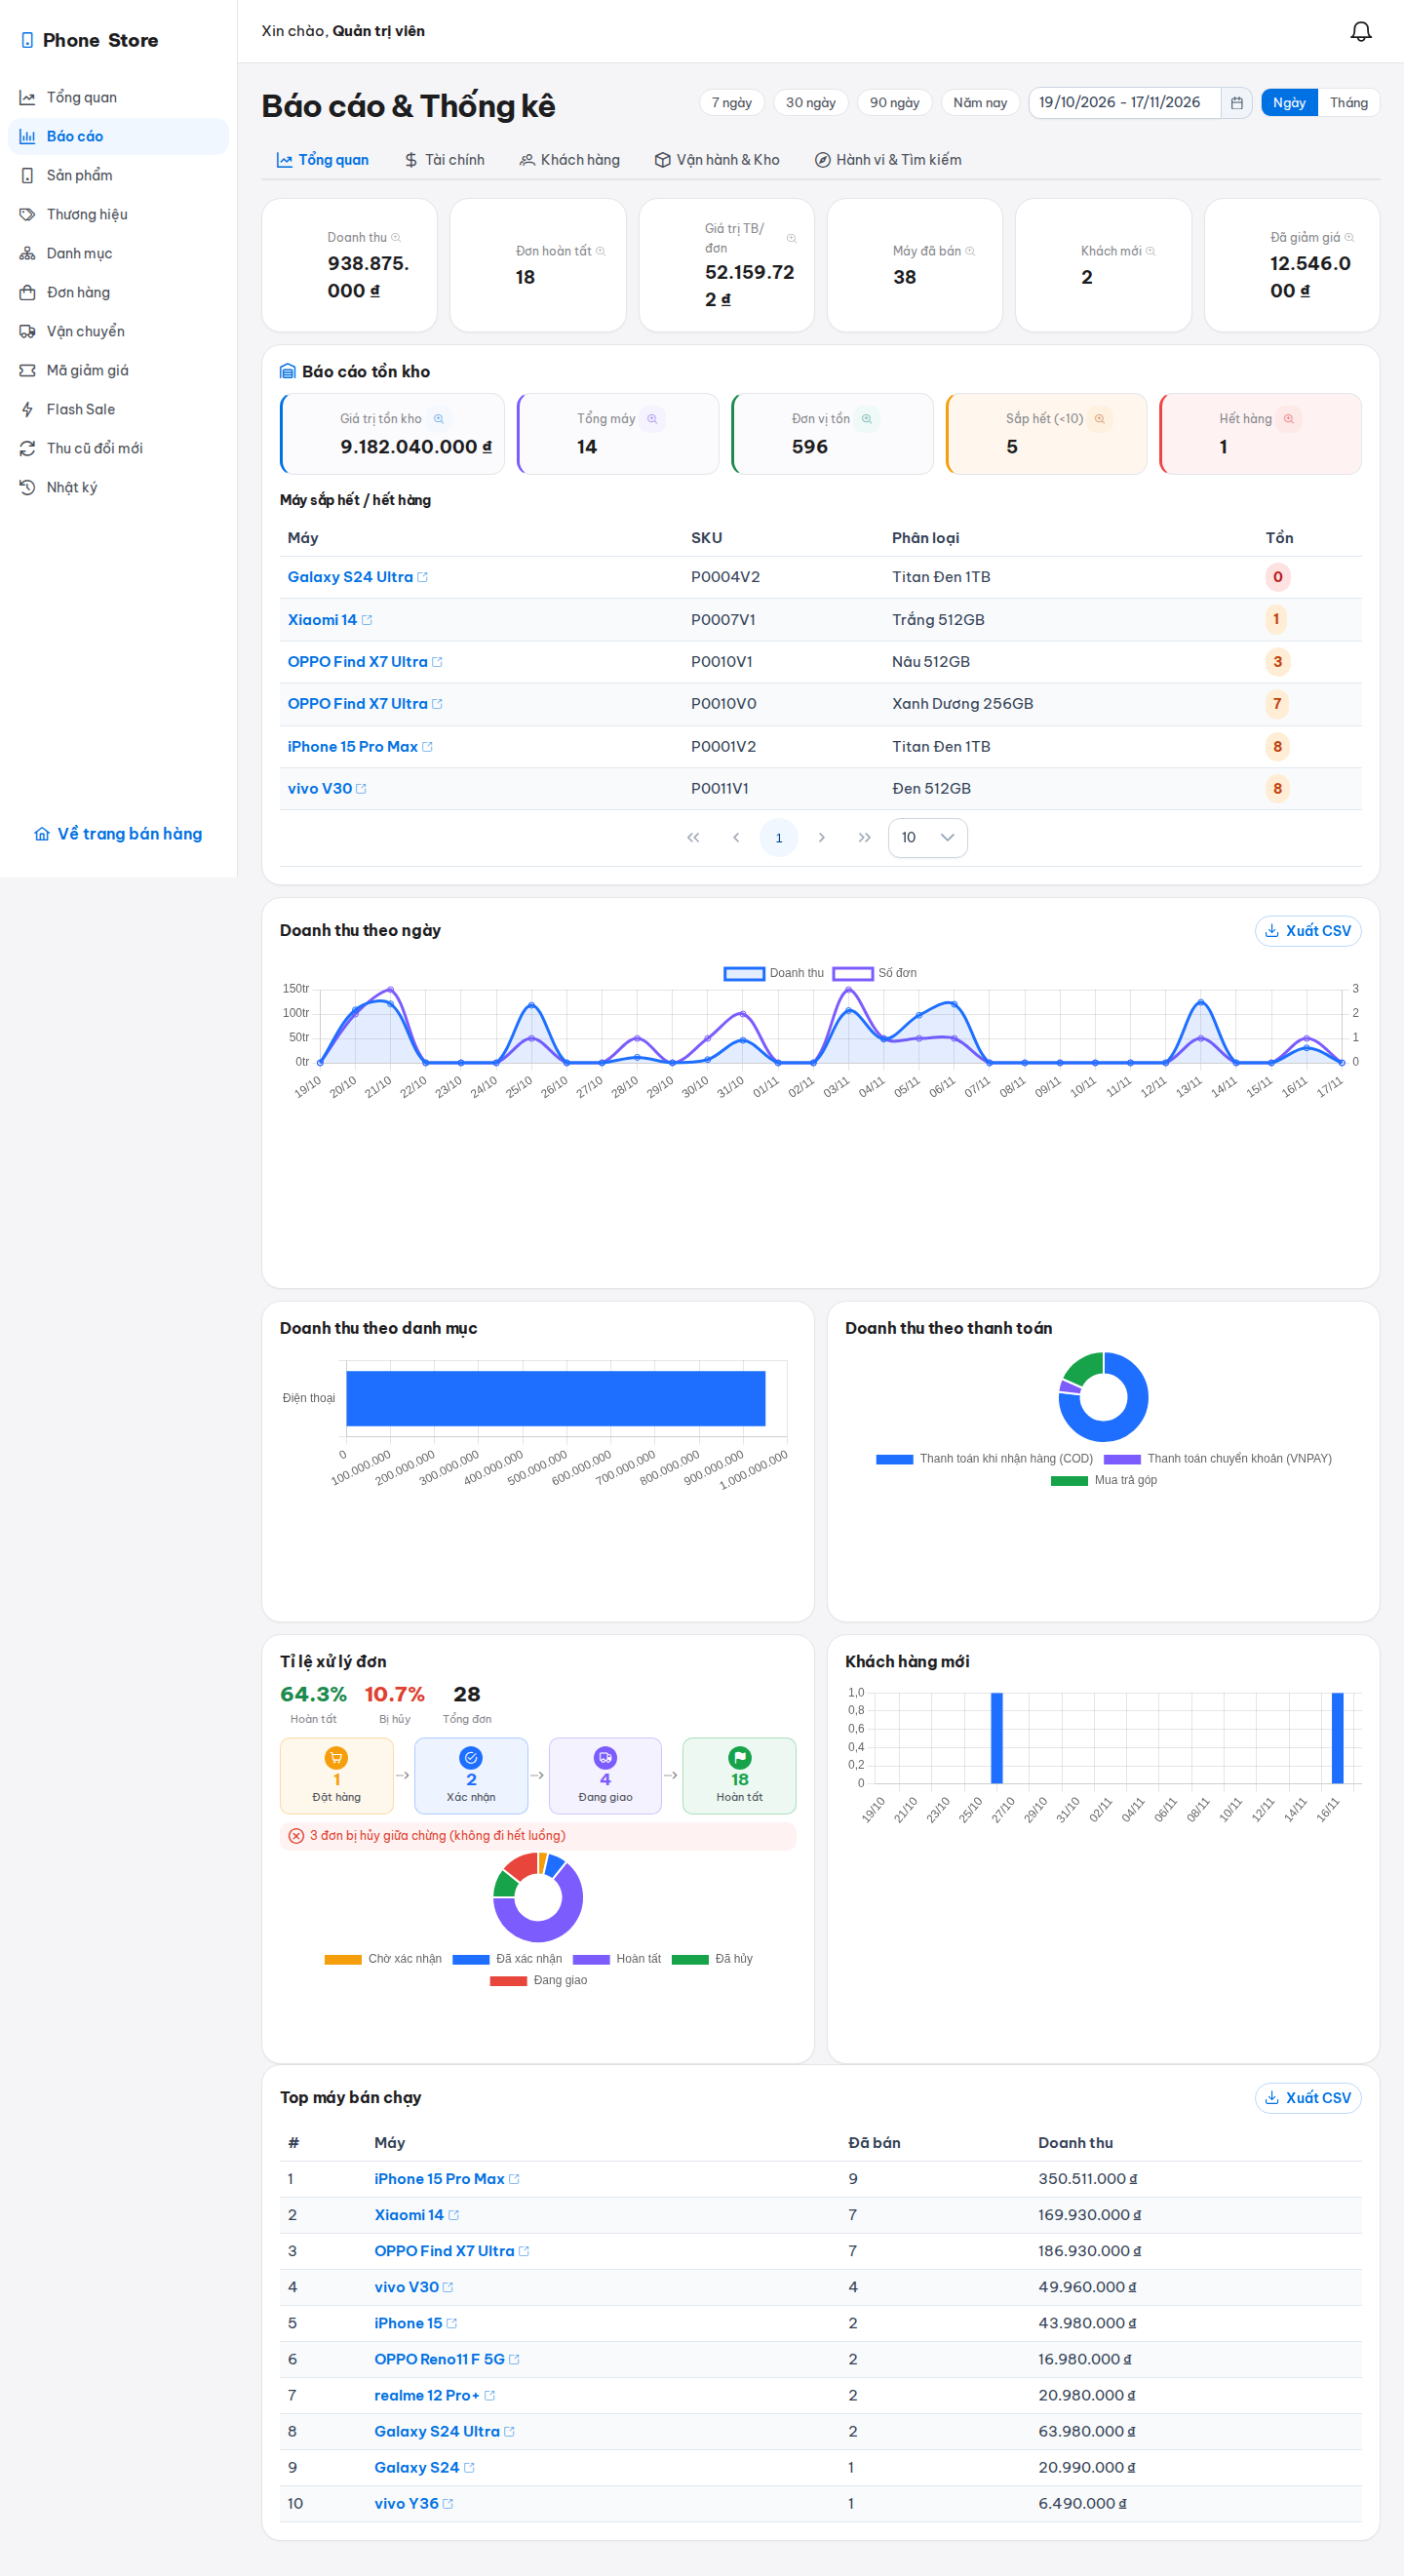 Phone Store
Tổng quan
Báo cáo
Sản phẩm
Thương hiệu
Danh mục
Đơn hàng
Vận chuyển
Mã giảm giá
Flash Sale
Thu cũ đổi mới
Nhật ký
Về trang bán hàng
Xin chào, Quản trị viên
Báo cáo & Thống kê
7 ngày 30 ngày 90 ngày Năm nay 19/10/2026 - 17/11/2026 Ngày Tháng
Tổng quan Tài chính Khách hàng Vận hành & Kho Hành vi & Tìm kiếm
Doanh thu
938.875.
000 ₫
Đơn hoàn tất
18
Giá trị TB/
đơn
52.159.72
2 ₫
Máy đã bán
38
Khách mới
2
Đã giảm giá
12.546.0
00 ₫
Báo cáo tồn kho
Giá trị tồn kho
9.182.040.000 ₫
Tổng máy
14
Đơn vị tồn
596
Sắp hết (<10)
5
Hết hàng
1
Máy sắp hết / hết hàng
Máy SKU Phân loại Tồn
Galaxy S24 Ultra P0004V2 Titan Đen 1TB 0
Xiaomi 14 P0007V1 Trắng 512GB 1
OPPO Find X7 Ultra P0010V1 Nâu 512GB 3
OPPO Find X7 Ultra P0010V0 Xanh Dương 256GB 7
iPhone 15 Pro Max P0001V2 Titan Đen 1TB 8
vivo V30 P0011V1 Đen 512GB 8
1 10
Doanh thu theo ngày
Xuất CSV
Doanh thu Số đơn
150tr 3
100tr 2
50tr 1
0tr 0
19/10 20/10 21/10 22/10 23/10 24/10 25/10 26/10 27/10 28/10 29/10 30/10 31/10 01/11 02/11 03/11 04/11 05/11 06/11 07/11 08/11 09/11 10/11 11/11 12/11 13/11 14/11 15/11 16/11 17/11
Doanh thu theo danh mục
Điện thoại
0 100.000.000 200.000.000 300.000.000 400.000.000 500.000.000 600.000.000 700.000.000 800.000.000 900.000.000 1.000.000.000
Doanh thu theo thanh toán
Thanh toán khi nhận hàng (COD) Thanh toán chuyển khoản (VNPAY)
Mua trả góp
Tỉ lệ xử lý đơn
64.3% 10.7% 28
Hoàn tất Bị hủy Tổng đơn
1 2 4 18
Đặt hàng Xác nhận Đang giao Hoàn tất
3 đơn bị hủy giữa chừng (không đi hết luồng)
Chờ xác nhận Đã xác nhận Hoàn tất Đã hủy
Đang giao
Khách hàng mới
1,0
0,8
0,6
0,4
0,2
0
19/10 21/10 23/10 25/10 27/10 29/10 31/10 02/11 04/11 06/11 08/11 10/11 12/11 14/11 16/11
Top máy bán chạy
Xuất CSV
# Máy Đã bán Doanh thu
1 iPhone 15 Pro Max 9 350.511.000 ₫
2 Xiaomi 14 7 169.930.000 ₫
3 OPPO Find X7 Ultra 7 186.930.000 ₫
4 vivo V30 4 49.960.000 ₫
5 iPhone 15 2 43.980.000 ₫
6 OPPO Reno11 F 5G 2 16.980.000 ₫
7 realme 12 Pro+ 2 20.980.000 ₫
8 Galaxy S24 Ultra 2 63.980.000 ₫
9 Galaxy S24 1 20.990.000 ₫
10 vivo Y36 1 6.490.000 ₫